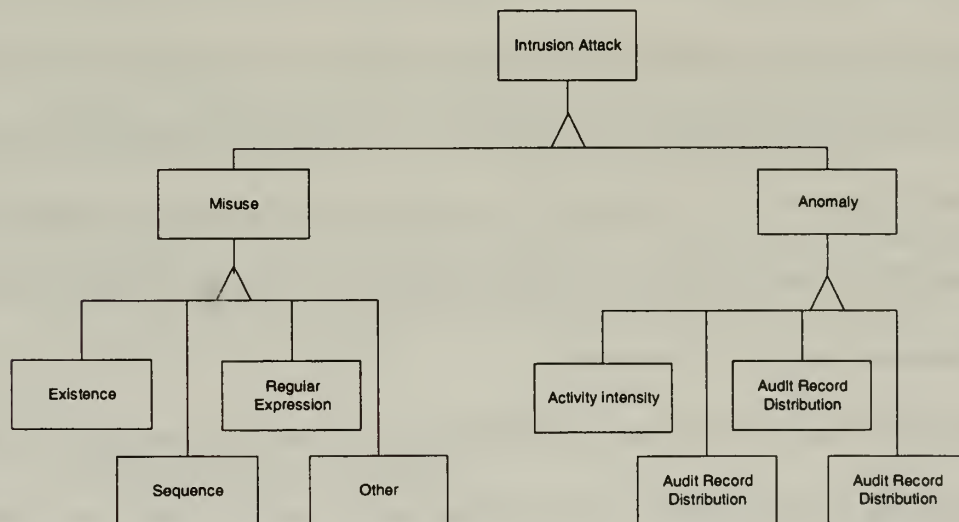 Intrusion Attack
Misuse
Anomaly
Existence
Regular
Expression
Activity intensity
Audit Record
Distribution
Sequence
Other
Audit Record
Distribution
Audit Record
Distribution